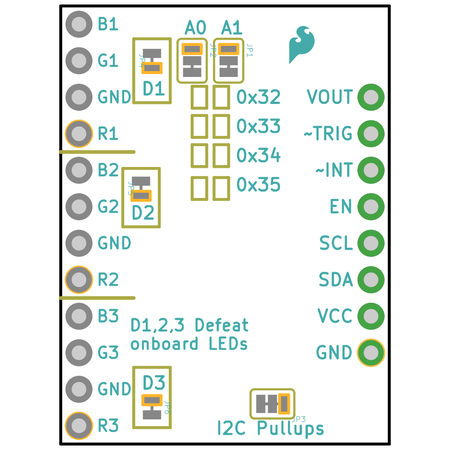 B1
G1
GND
R1
B2
G2
GND
R2
B3
G3
GND
R3
A0 A1
JP2
JP1
D1
0x32
0x33
0x34
0x35
D2
D1,2,3 Defeat
onboard LEDs
D3
JP3
I2C Pullups
VOUT
~TRIG
~INT
EN
SCL
SDA
VCC
GND